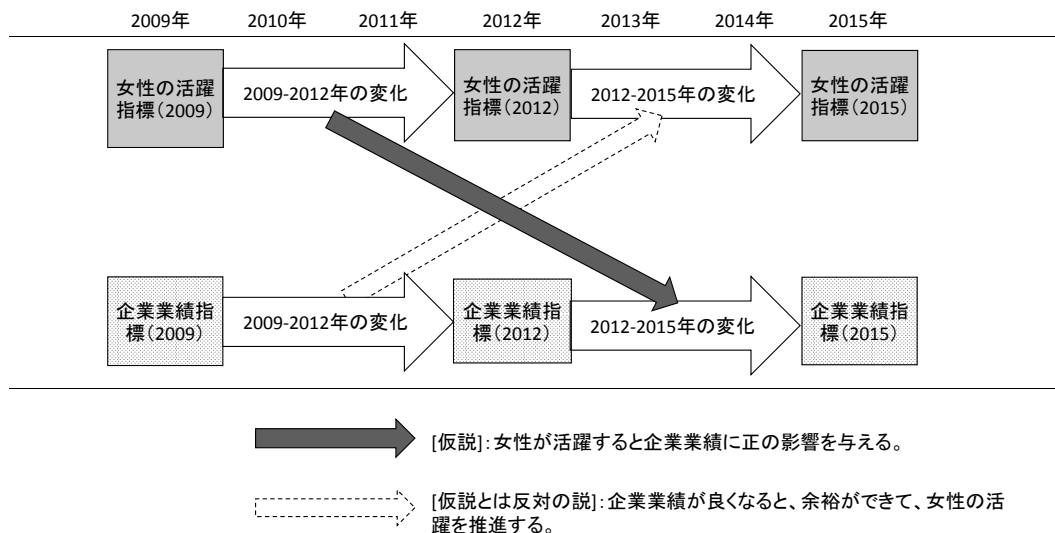 2009年 2010年 2011年 2012年 2013年 2014年 2015年
女性の活躍
指標(2009)
2009-2012年の変化
女性の活躍
指標(2012)
2012-2015年の変化
女性の活躍
指標(2015)
企業業績指
標(2009)
2009-2012年の変化
企業業績指
標(2012)
2012-2015年の変化
企業業績指
標(2015)
[仮説]:女性が活躍すると企業業績に正の影響を与える。
[仮説とは反対の説]:企業業績が良くなると、余裕ができて、女性の活
躍を推進する。